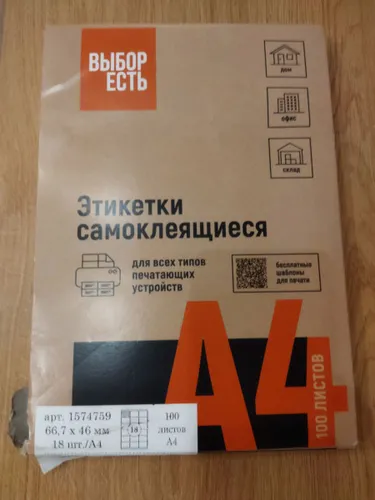 ВЫБОР
ЕСТЬ
дом
офис
склад
Этикетки
самоклеящиеся
для всех типов
печатающих
устройств
бесплатные
шаблоны
для печати
А4
100 ЛИСТОВ
арт. 1574759
66,7 х 46 мм
18 шт./А4
18
100
листов
А4